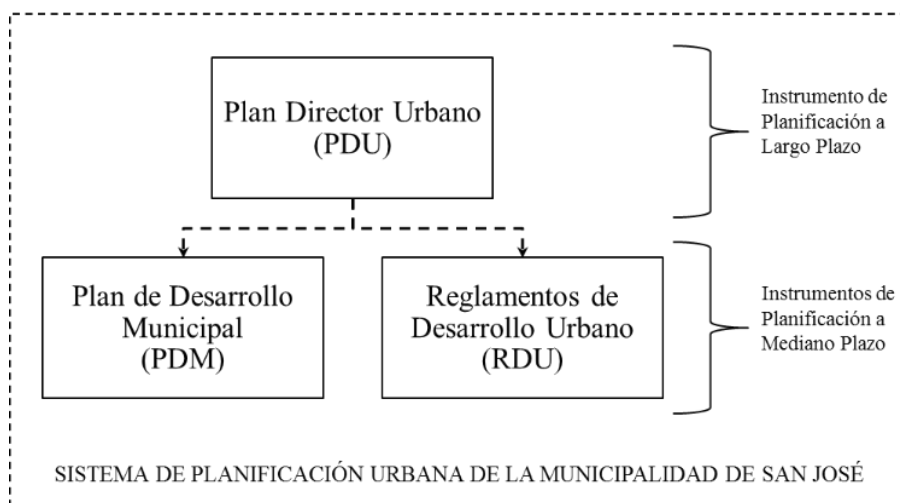 Plan Director Urbano
(PDU)
Instrumento de
Planificación a
Largo Plazo
Plan de Desarrollo
Municipal
(PDM)
Reglamentos de
Desarrollo Urbano
(RDU)
Instrumentos de
Planificación a
Mediano Plazo
SISTEMA DE PLANIFICACIÓN URBANA DE LA MUNICIPALIDAD DE SAN JOSÉ